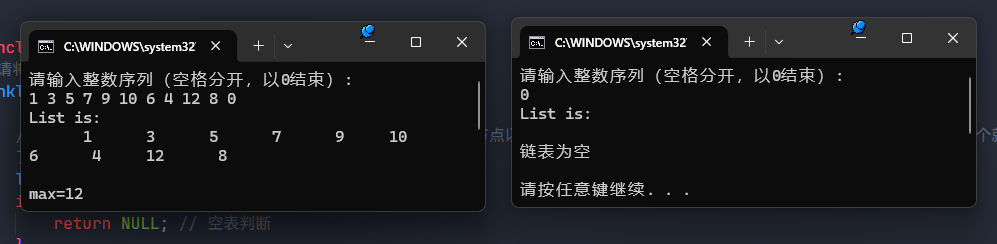 C:\WINDOWS\system32
请输入整数序列（空格分开，以0结束）：
1 3 5 7 9 10 6 4 12 8 0
List is:
1 3 5 7 9 10
6 4 12 8
max=12
C:\WINDOWS\system32
请输入整数序列（空格分开，以0结束）：
0
List is:
链表为空
请按任意键继续. . .
return NULL; // 空表判断